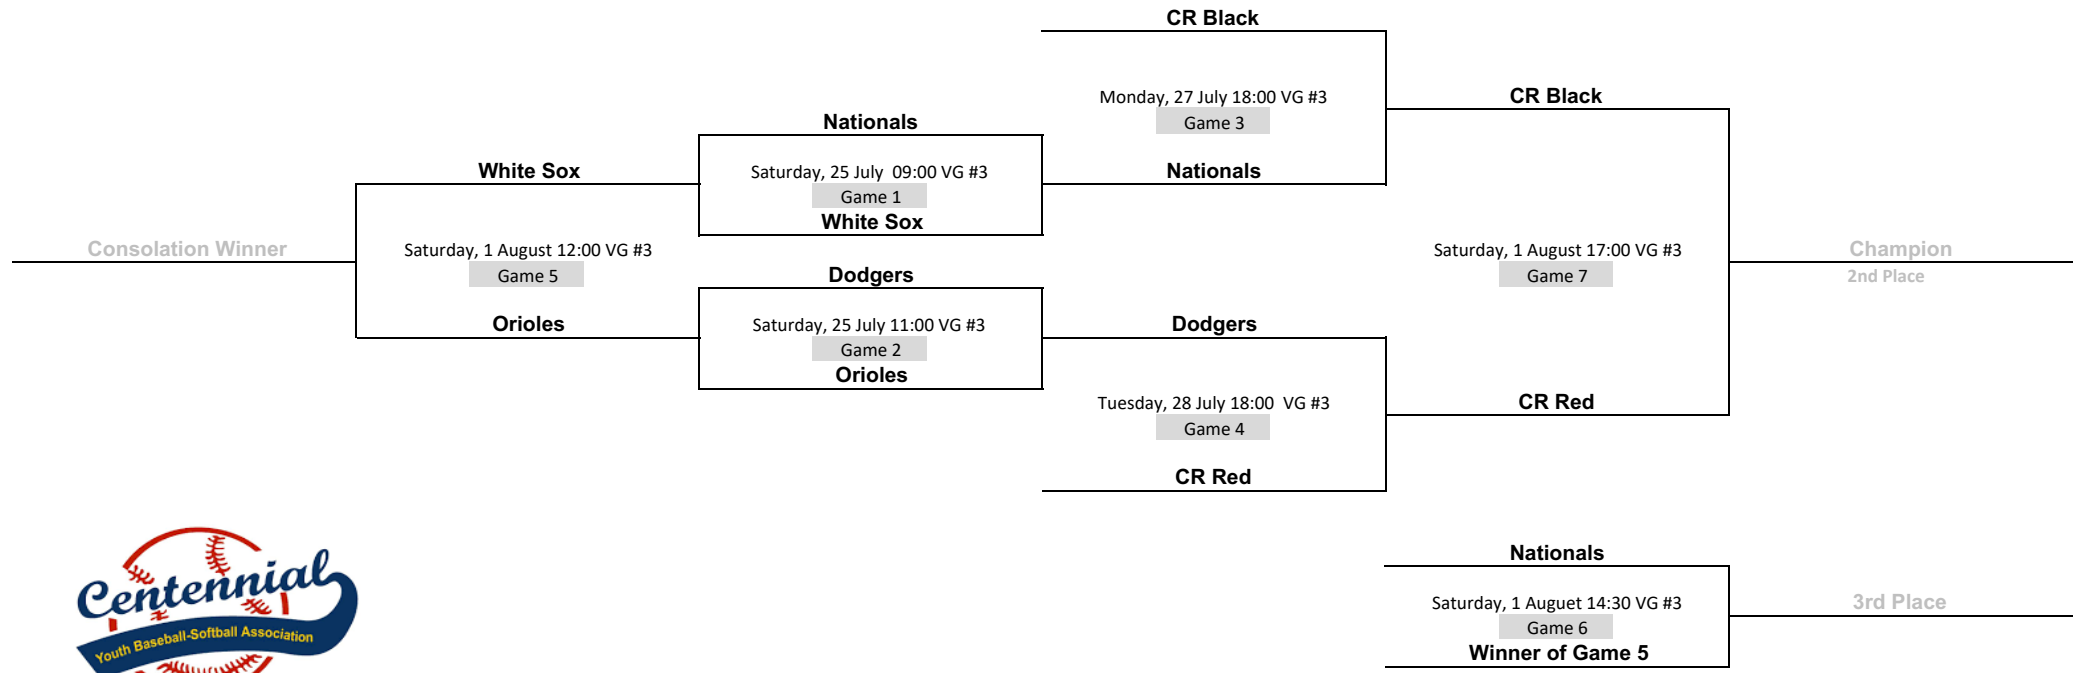 CR Black
Monday, 27 July 18:00 VG #3
CR Black
Game 3
Nationals
White Sox
Saturday, 25 July 09:00 VG #3
Nationals
Game 1
White Sox
Consolation Winner
Saturday, 1 August 12:00 VG #3
Saturday, 1 August 17:00 VG #3
Champion
Game 5
Dodgers
Game 7
2nd Place
Orioles
Saturday, 25 July 11:00 VG #3
Dodgers
Game 2
Orioles
Tuesday, 28 July 18:00 VG #3
CR Red
Game 4
CR Red
Nationals
Centennial
Youth Baseball-Softball Association
Saturday, 1 Auguet 14:30 VG #3
3rd Place
Game 6
Winner of Game 5